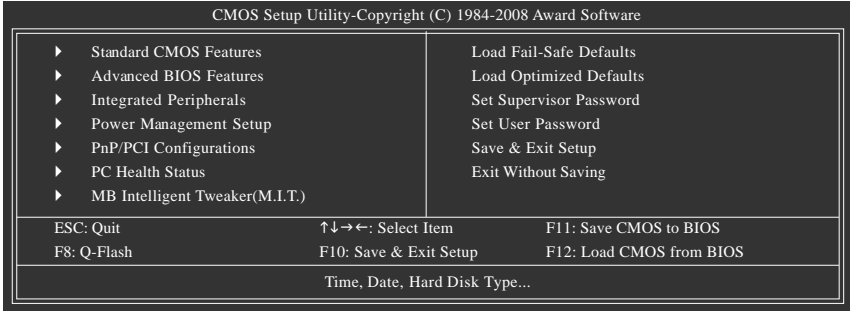 CMOS Setup Utility-Copyright (C) 1984-2008 Award Software
Standard CMOS Features
Advanced BIOS Features
Integrated Peripherals
Power Management Setup
PnP/PCI Configurations
PC Health Status
MB Intelligent Tweaker(M.I.T.)
Load Fail-Safe Defaults
Load Optimized Defaults
Set Supervisor Password
Set User Password
Save & Exit Setup
Exit Without Saving
ESC: Quit ↑↓→←: Select Item F11: Save CMOS to BIOS
F8: Q-Flash F10: Save & Exit Setup F12: Load CMOS from BIOS
Time, Date, Hard Disk Type...